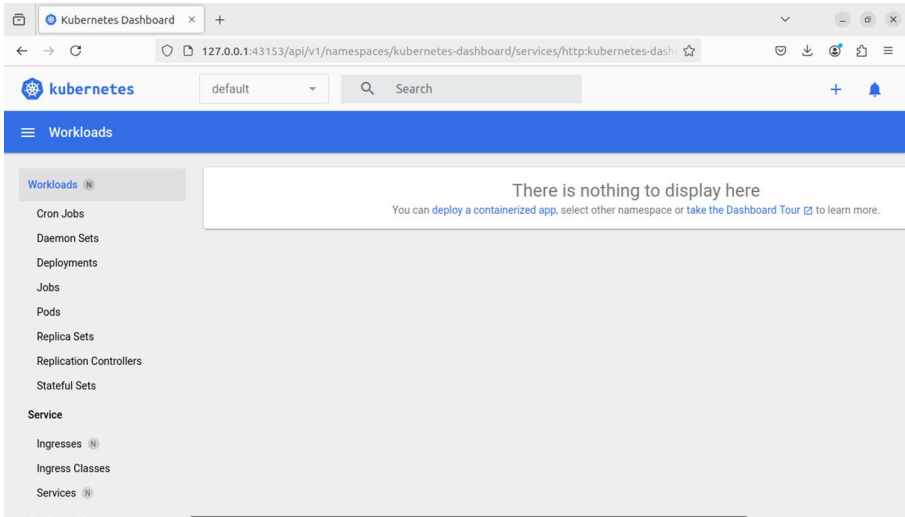 Kubernetes Dashb
127.0.0.1:43153/api/v1/namespaces/kubernetes-dashboard/services/http:kubernetes-dash
kubernetes
default
Search
Workloads
Workloads N
There is nothing to display here
You can deploy a containerized app, select other namespace or take the Dashboard Tour to learn more.
Cron Jobs
Daemon Sets
Deployments
Jobs
Pods
Replica Sets
Replication Controllers
Stateful Sets
Service
Ingresses N
Ingress Classes
Services N